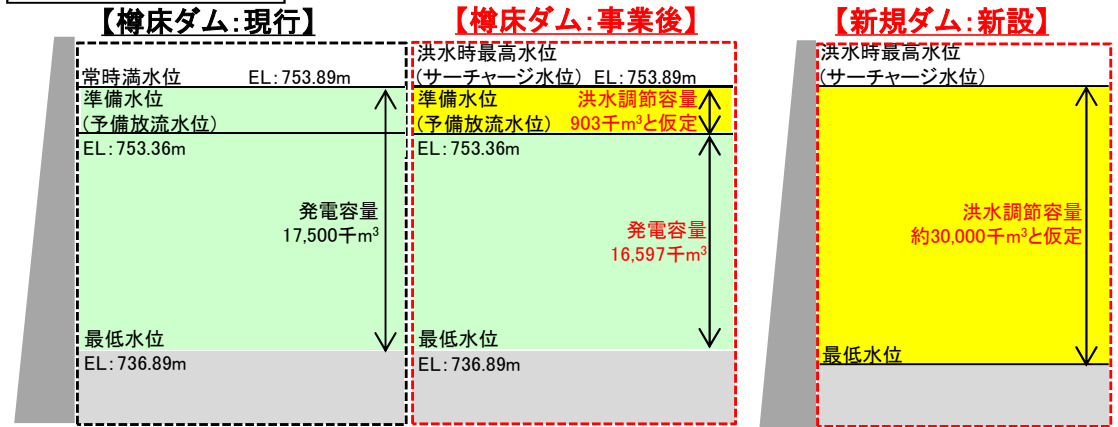 【樽床ダム:現行】
常時満水位 EL:753.89m
準備水位
(予備放流水位)
EL:753.36m
発電容量
17,500千m³
最低水位
EL:736.89m
【樽床ダム:事業後】
洪水時最高水位
(サーチャージ水位) EL:753.89m
準備水位 洪水調節容量
(予備放流水位) 903千m³と仮定
EL:753.36m
発電容量
16,597千m³
最低水位
EL:736.89m
【新規ダム:新設】
洪水時最高水位
(サーチャージ水位)
洪水調節容量
約30,000千m³と仮定
最低水位